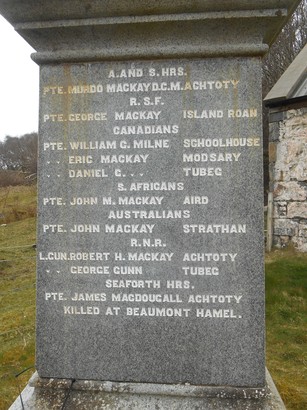 A. AND S. HRS.
PTE. MURDO MACKAY D.C.M. ACHTOTY
R.S.F.
PTE. GEORGE MACKAY ISLAND ROAN
CANADIANS
PTE. WILLIAM G. MILNE SCHOOLHOUSE
.. ERIC MACKAY MODSARY
.. DANIEL G. .. TUBEG
S. AFRICANS
PTE. JOHN M. MACKAY AIRD
AUSTRALIANS
PTE. JOHN MACKAY STRATHAN
R.N.R.
L. GUN. ROBERT H. MACKAY ACHTOTY
.. GEORGE GUNN TUBEG
SEAFORTH HRS.
PTE. JAMES MACDOUGALL ACHTOTY
KILLED AT BEAUMONT HAMEL.